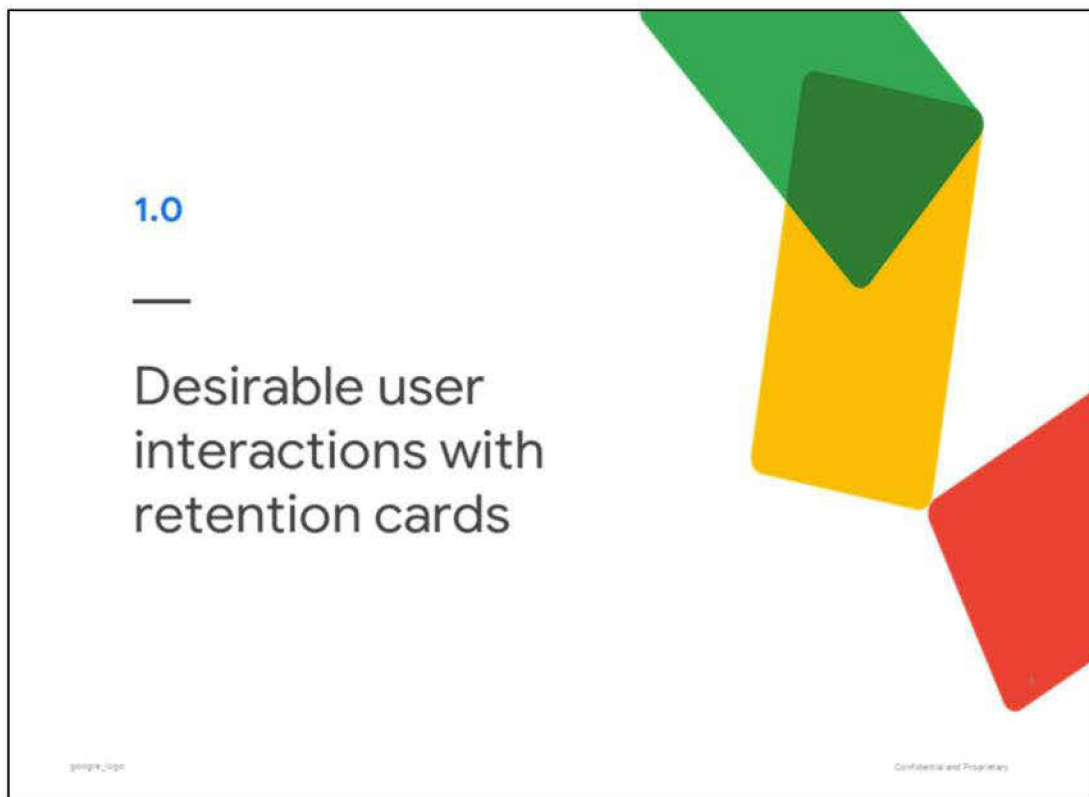 1.0
Desirable user
interactions with
retention cards
google_logo
Confidential and Proprietary